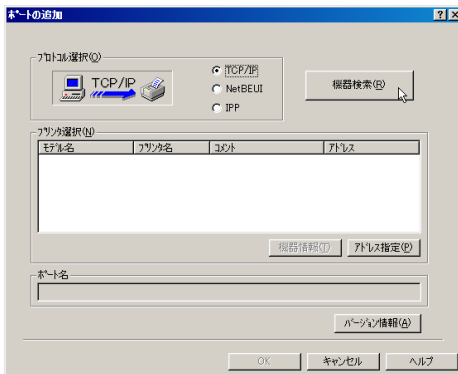 ﾎﾟｰﾄの追加
ﾌﾟﾛﾄｺﾙ選択(O)
TCP/IP
TCP/IP
NetBEUI
IPP
機器検索(R)
ﾌﾟﾘﾝﾀ選択(N)
ﾓﾃﾞﾙ名 ﾌﾟﾘﾝﾀ名 ｺﾒﾝﾄ ｱﾄﾞﾚｽ
機器情報(T) ｱﾄﾞﾚｽ指定(P)
ﾎﾟｰﾄ名
ﾊﾞｰｼﾞｮﾝ情報(A)
OK ｷｬﾝｾﾙ ﾍﾙﾌﾟ